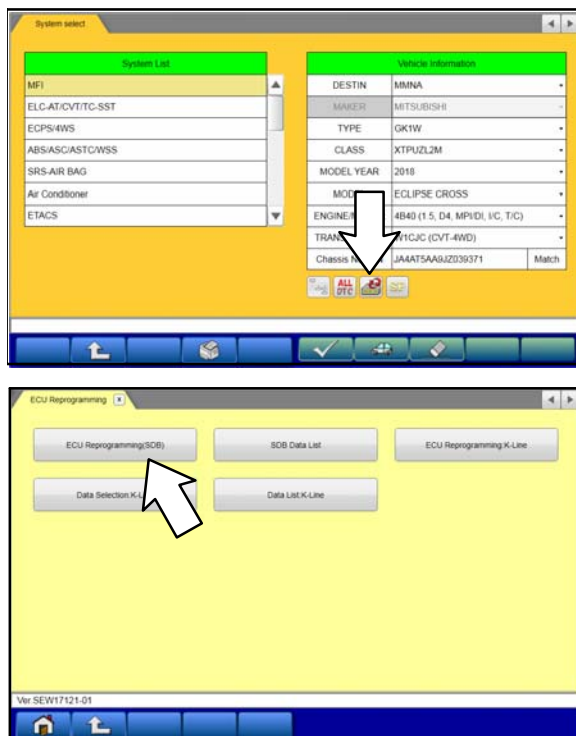 System select
System List
MFI
ELC-AT/CVT/TC-SST
ECPS/4WS
ABS/ASC/ASTC/WSS
SRS-AIR BAG
Air Conditioner
ETACS
Vehicle Information
DESTIN MMNA
MAKER MITSUBISHI
TYPE GK1W
CLASS XTPUZL2M
MODEL YEAR 2018
ECLIPSE CROSS
4B40 (1.5, D4, MPI/DI, I/C, T/C)
W1CJC (CVT-4WD)
Chassis JA4AT5AA9JZ039371 Match
ALL
DTC
ECU Reprogramming
ECU Reprogramming(SDB) SDB Data List ECU Reprogramming:K-Line
Data Selection:K-L Data List:K-Line
Ver.SEW17121-01